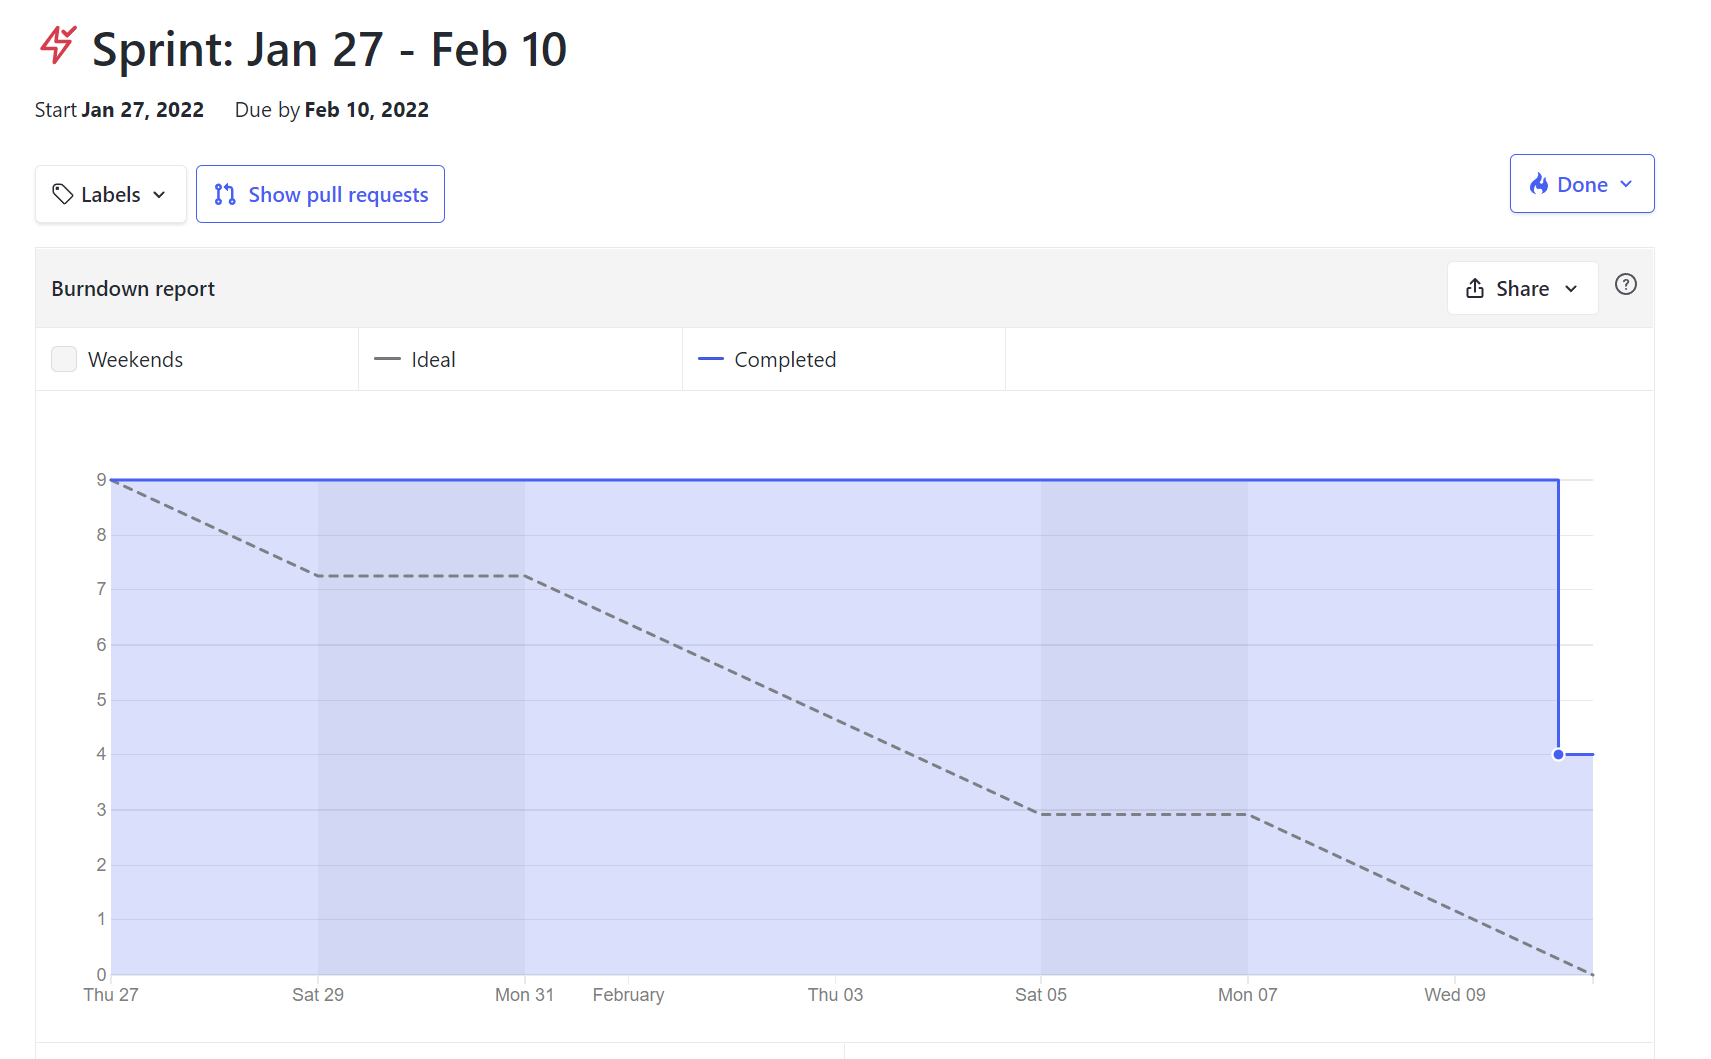 Sprint: Jan 27 - Feb 10
Start Jan 27, 2022 Due by Feb 10, 2022
Labels Show pull requests Done
Burndown report Share ?
Weekends Ideal Completed
9
8
7
6
5
4
3
2
1
0
Thu 27 Sat 29 Mon 31 February Thu 03 Sat 05 Mon 07 Wed 09